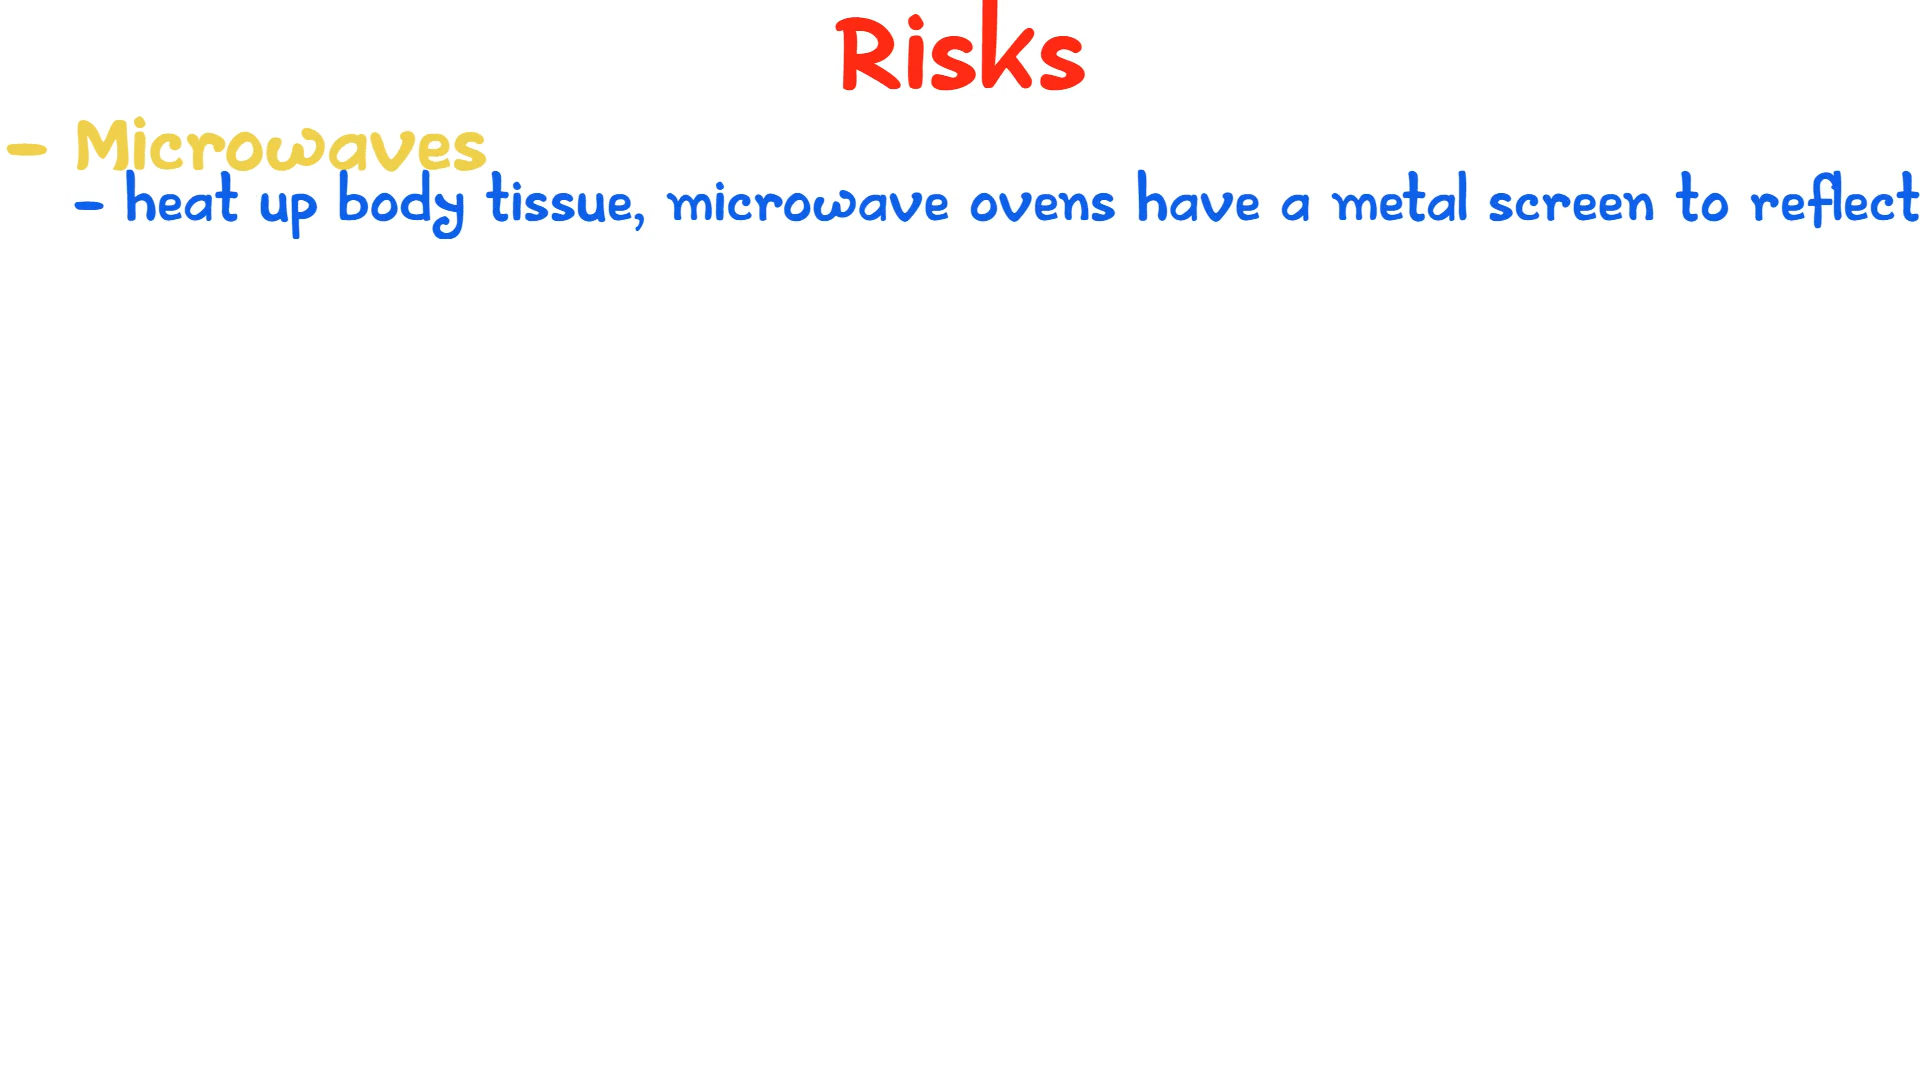 Risks
- Microwaves
- heat up body tissue, microwave ovens have a metal screen to reflect